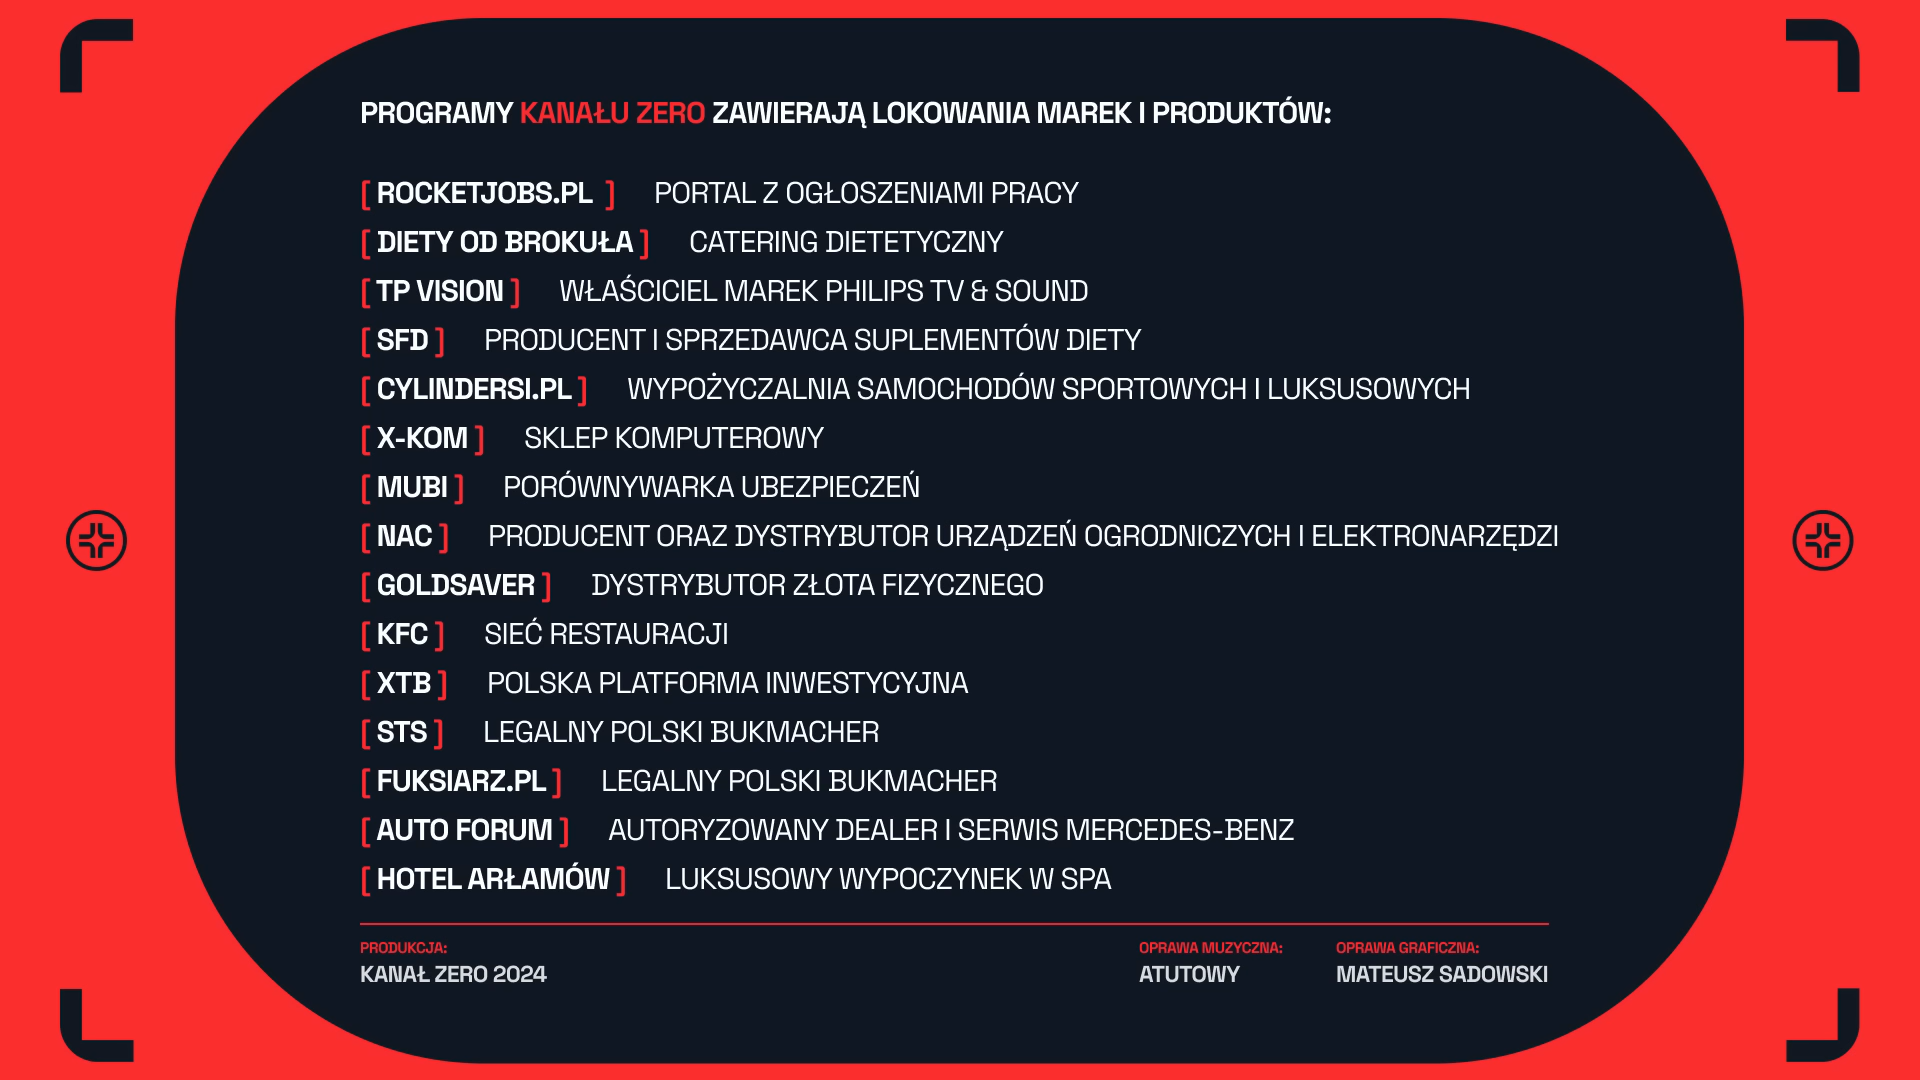 PROGRAMY KANAŁU ZERO ZAWIERAJĄ LOKOWANIA MAREK I PRODUKTÓW:
[ ROCKETJOBS.PL ] PORTAL Z OGŁOSZENIAMI PRACY
[ DIETY OD BROKUŁA ] CATERING DIETETYCZNY
[ TP VISION ] WŁAŚCICIEL MAREK PHILIPS TV & SOUND
[ SFD ] PRODUCENT I SPRZEDAWCA SUPLEMENTÓW DIETY
[ CYLINDERSI.PL ] WYPOŻYCZALNIA SAMOCHODÓW SPORTOWYCH I LUKSUSOWYCH
[ X-KOM ] SKLEP KOMPUTEROWY
[ MUBI ] PORÓWNYWARKA UBEZPIECZEŃ
[ NAC ] PRODUCENT ORAZ DYSTRYBUTOR URZĄDZEŃ OGRODNICZYCH I ELEKTRONARZĘDZI
[ GOLDSAVER ] DYSTRYBUTOR ZŁOTA FIZYCZNEGO
[ KFC ] SIEĆ RESTAURACJI
[ XTB ] POLSKA PLATFORMA INWESTYCYJNA
[ STS ] LEGALNY POLSKI BUKMACHER
[ FUKSIARZ.PL ] LEGALNY POLSKI BUKMACHER
[ AUTO FORUM ] AUTORYZOWANY DEALER I SERWIS MERCEDES-BENZ
[ HOTEL ARŁAMÓW ] LUKSUSOWY WYPOCZYNEK W SPA
PRODUKCJA:
KANAŁ ZERO 2024
OPRAWA MUZYCZNA:
ATUTOWY
OPRAWA GRAFICZNA:
MATEUSZ SADOWSKI